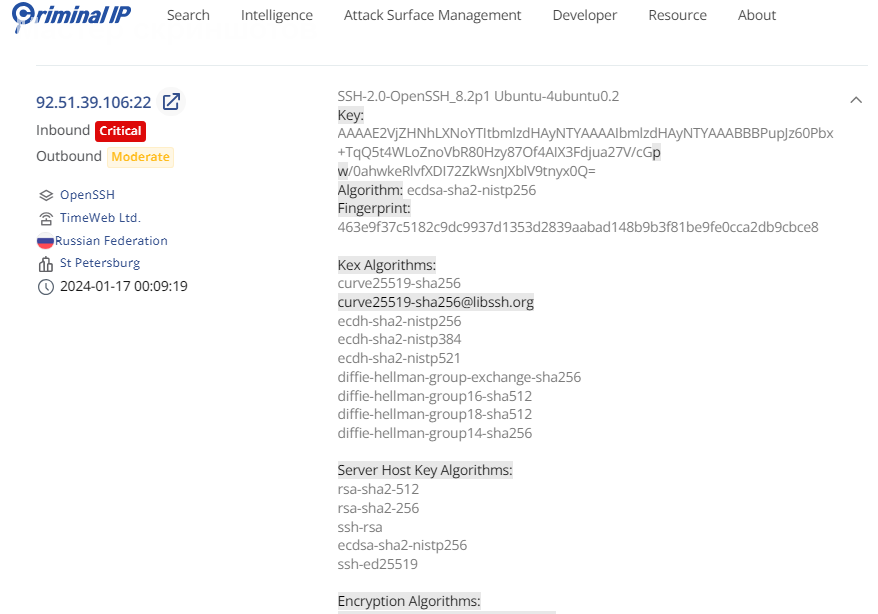 Criminal IP
Search Intelligence Attack Surface Management Developer Resource About
92.51.39.106:22
Inbound Critical
Outbound Moderate
OpenSSH
TimeWeb Ltd.
Russian Federation
St Petersburg
2024-01-17 00:09:19
SSH-2.0-OpenSSH_8.2p1 Ubuntu-4ubuntu0.2
Key:
AAAAE2VjZHNhLXNoYTItbmlzdHAyNTYAAAAIbmlzdHAyNTYAAABBBPupJz60Pbx
+TqQ5t4WLoZnoVbR80Hzy87Of4AIX3Fdjua27V/cGp
w/0ahwkeRlvfXDI72ZkWsnJXblV9tnyx0Q=
Algorithm: ecdsa-sha2-nistp256
Fingerprint:
463e9f37c5182c9dc9937d1353d2839aabad148b9b3f81be9fe0cca2db9cbce8
Kex Algorithms:
curve25519-sha256
curve25519-sha256@libssh.org
ecdh-sha2-nistp256
ecdh-sha2-nistp384
ecdh-sha2-nistp521
diffie-hellman-group-exchange-sha256
diffie-hellman-group16-sha512
diffie-hellman-group18-sha512
diffie-hellman-group14-sha256
Server Host Key Algorithms:
rsa-sha2-512
rsa-sha2-256
ssh-rsa
ecdsa-sha2-nistp256
ssh-ed25519
Encryption Algorithms: